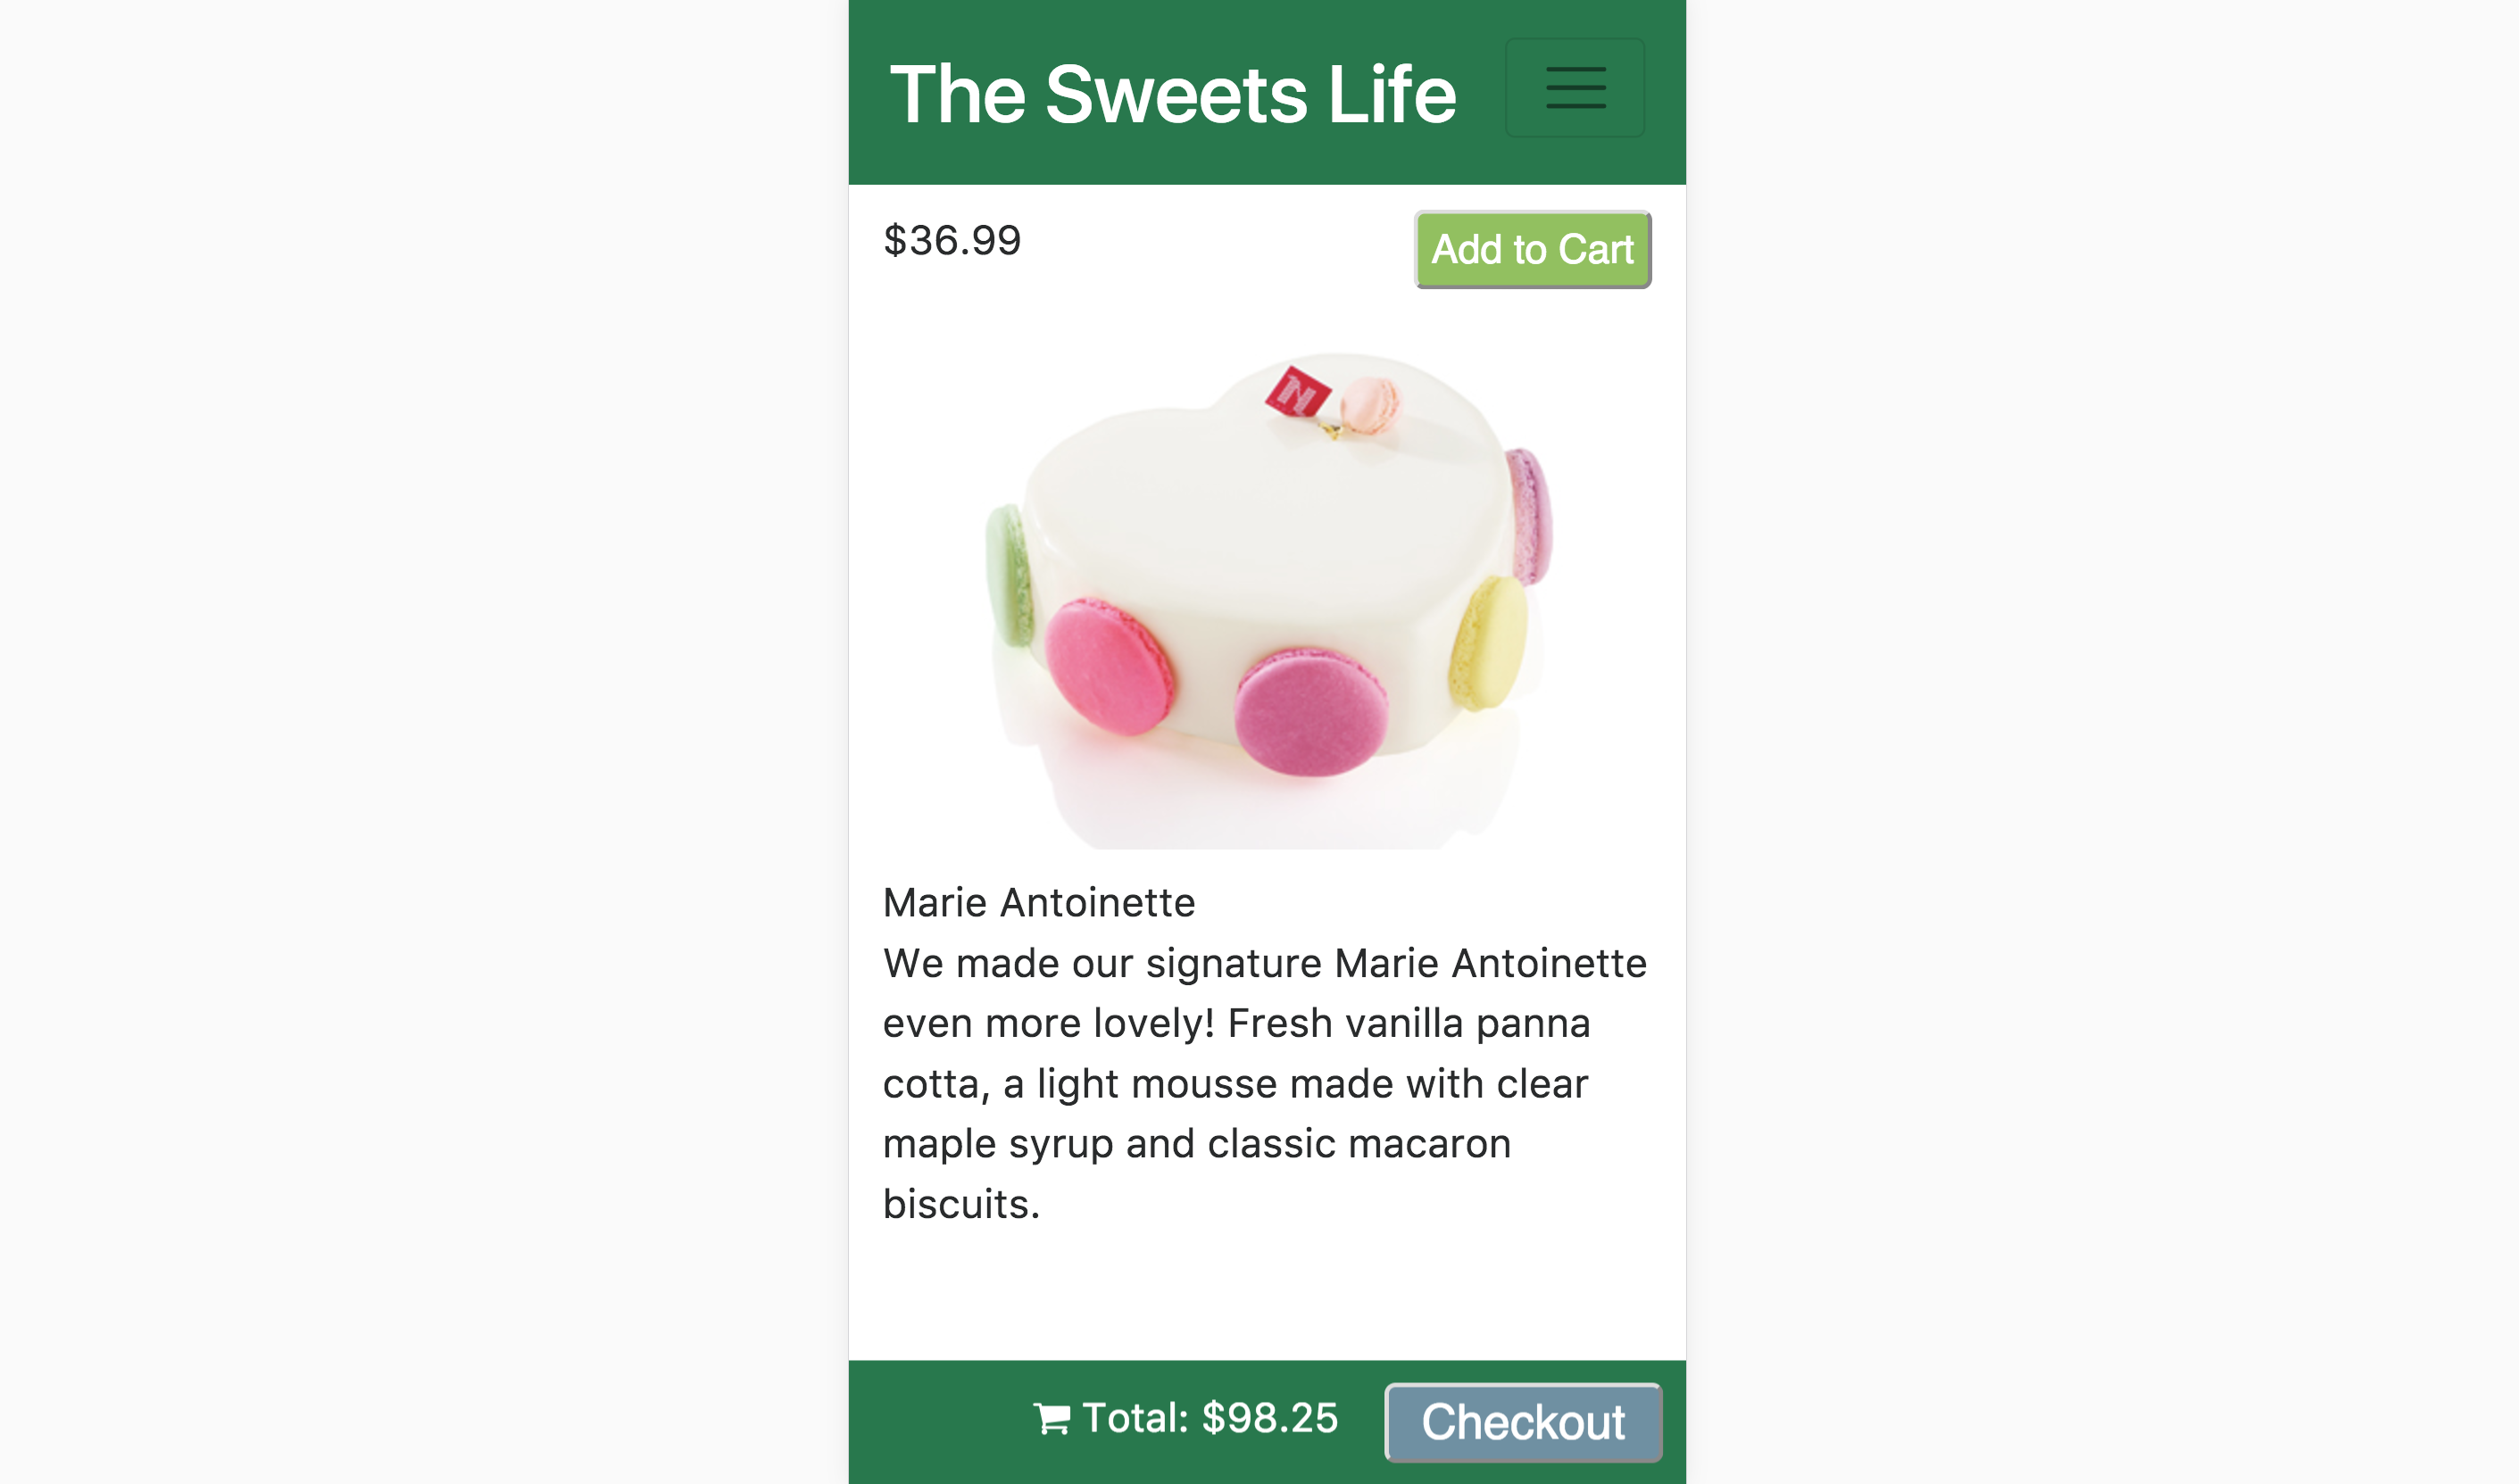 The Sweets Life
$36.99
Add to Cart
N
Marie Antoinette
We made our signature Marie Antoinette
even more lovely! Fresh vanilla panna
cotta, a light mousse made with clear
maple syrup and classic macaron
biscuits.
Total: $98.25
Checkout